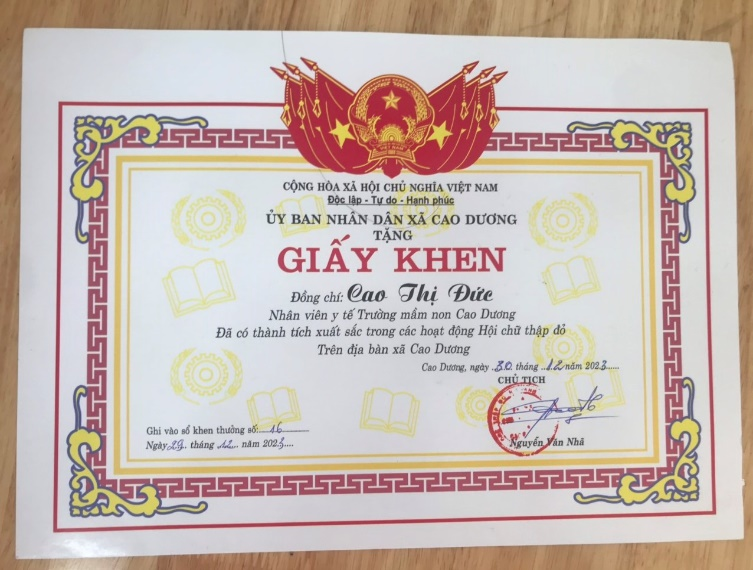 CỘNG HÒA XÃ HỘI CHỦ NGHĨA VIỆT NAM
Độc lập - Tự do - Hạnh phúc
ỦY BAN NHÂN DÂN XÃ CAO DƯƠNG
TẶNG
GIẤY KHEN
Đồng chí: Cao Thị Đức
Nhân viên y tế Trường mầm non Cao Dương
Đã có thành tích xuất sắc trong các hoạt động Hội chữ thập đỏ
Trên địa bàn xã Cao Dương
Cao Dương, ngày ..30. tháng ..12 năm 2023......
CHỦ TỊCH
Ghi vào sổ khen thưởng số:.....16........
Ngày 29. tháng 12... năm 2023....
Nguyễn Văn Nhã